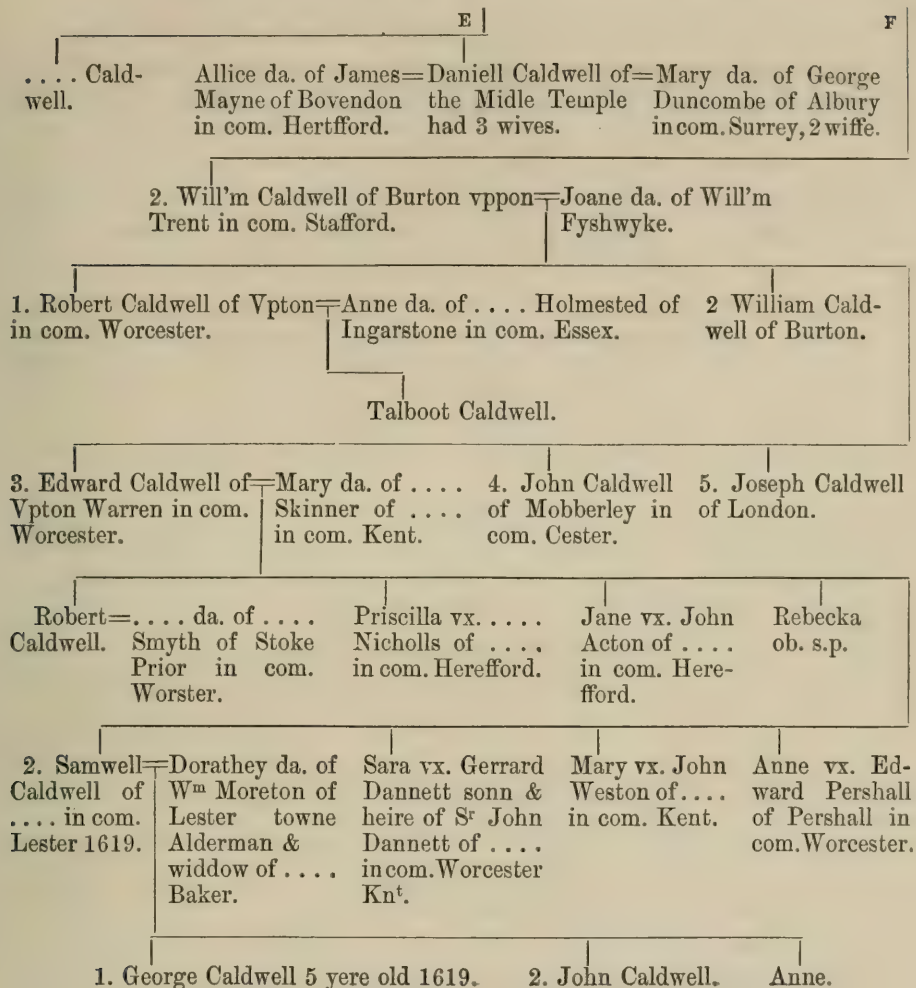 E F
. . . . Cald-
well.
Allice da. of James=Daniell Caldwell of=Mary da. of George
Mayne of Bovendon the Midle Temple Duncombe of Albury
in com. Hertfford. had 3 wives. in com. Surrey, 2 wiffe.
2. Will'm Caldwell of Burton vppon=Joane da. of Will'm
Trent in com. Stafford. Fyshwyke.
1. Robert Caldwell of Vpton=Anne da. of . . . . Holmested of
in com. Worcester. Ingarstone in com. Essex.
2 William Cald-
well of Burton.
Talboot Caldwell.
3. Edward Caldwell of=Mary da. of . . . .
Vpton Warren in com. Skinner of . . . .
Worcester. in com. Kent.
4. John Caldwell
of Mobberley in
com. Cester.
5. Joseph Caldwell
of London.
Robert=. . . . da. of . . . .
Caldwell. Smyth of Stoke
Prior in com.
Worster.
Priscilla vx. . . . .
Nicholls of . . . .
in com. Herefford.
Jane vx. John
Acton of . . . .
in com. Here-
fford.
Rebecka
ob. s.p.
2. Samwell=Dorathey da. of
Caldwell of Wm Moreton of
. . . . in com. Lester towne
Lester 1619. Alderman &
widdow of . . . .
Baker.
Sara vx. Gerrard
Dannett sonn &
heire of Sr John
Dannett of . . . .
in com. Worcester
Knt.
Mary vx. John
Weston of . . . .
in com. Kent.
Anne vx. Ed-
ward Pershall
of Pershall in
com. Worcester.
1. George Caldwell 5 yere old 1619. 2. John Caldwell. Anne.